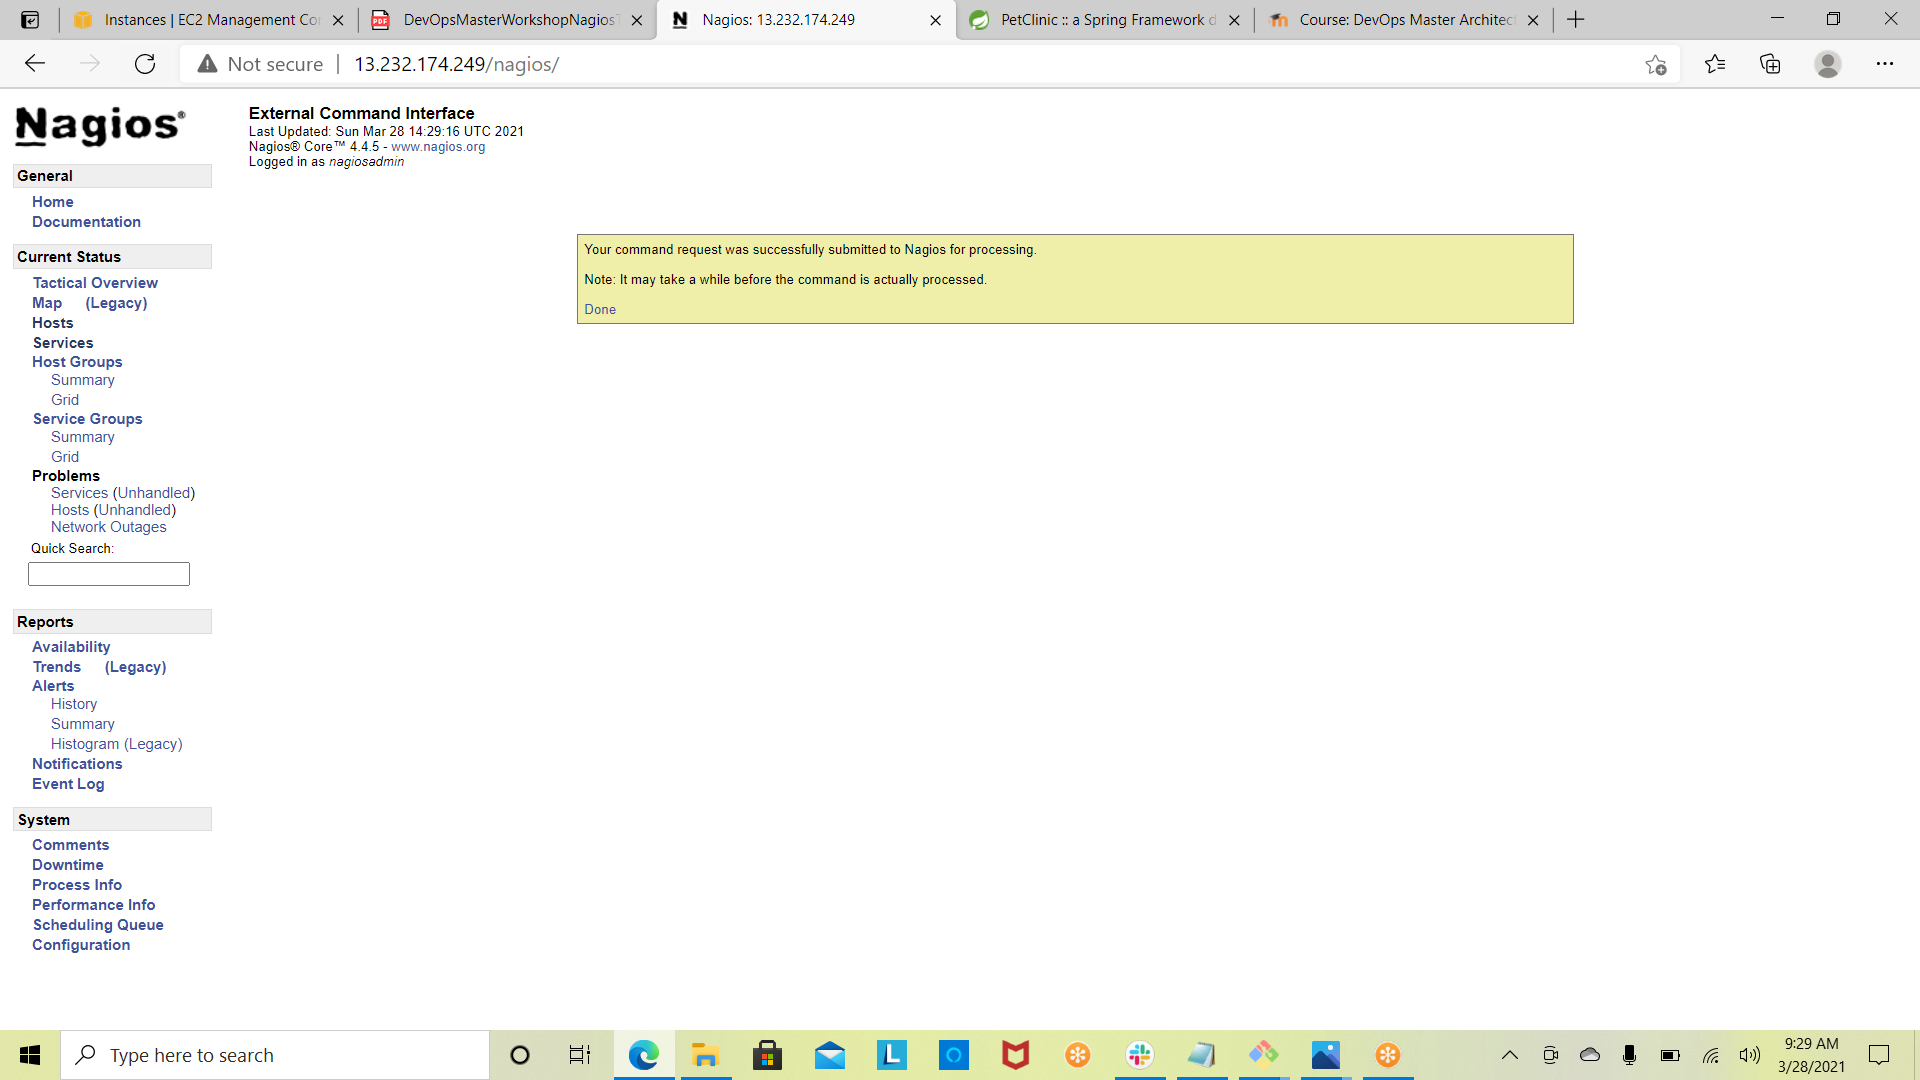 Instances | EC2 Management Co
DevOpsMasterWorkshopNagios
Nagios: 13.232.174.249
PetClinic :: a Spring Framework d
Course: DevOps Master Architect
Not secure | 13.232.174.249/nagios/
Nagios®
External Command Interface
Last Updated: Sun Mar 28 14:29:16 UTC 2021
Nagios® Core™ 4.4.5 - www.nagios.org
Logged in as nagiosadmin
Your command request was successfully submitted to Nagios for processing.
Note: It may take a while before the command is actually processed.
Done
General
Home
Documentation
Current Status
Tactical Overview
Map (Legacy)
Hosts
Services
Host Groups
Summary
Grid
Service Groups
Summary
Grid
Problems
Services (Unhandled)
Hosts (Unhandled)
Network Outages
Quick Search:
Reports
Availability
Trends (Legacy)
Alerts
History
Summary
Histogram (Legacy)
Notifications
Event Log
System
Comments
Downtime
Process Info
Performance Info
Scheduling Queue
Configuration
Type here to search
9:29 AM
3/28/2021